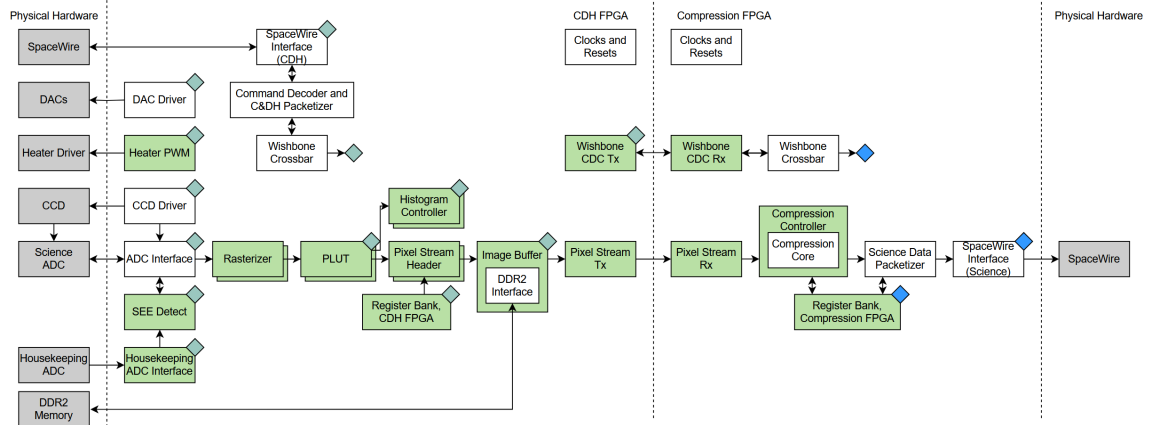 Physical Hardware
CDH FPGA
Compression FPGA
Physical Hardware
SpaceWire
SpaceWire
Interface
(CDH)
Clocks and
Resets
Clocks and
Resets
DACs
DAC Driver
Command Decoder and
C&DH Packetizer
Heater Driver
Heater PWM
Wishbone
Crossbar
Wishbone
CDC Tx
Wishbone
CDC Rx
Wishbone
Crossbar
CCD
CCD Driver
Histogram
Controller
Compression
Controller
Compression
Core
Science
ADC
ADC Interface
Rasterizer
PLUT
Pixel Stream
Header
Image Buffer
DDR2
Interface
Pixel Stream
Tx
Pixel Stream
Rx
Science Data
Packetizer
SpaceWire
Interface
(Science)
SpaceWire
SEE Detect
Register Bank,
CDH FPGA
Register Bank,
Compression FPGA
Housekeeping
ADC
Housekeeping
ADC Interface
DDR2
Memory